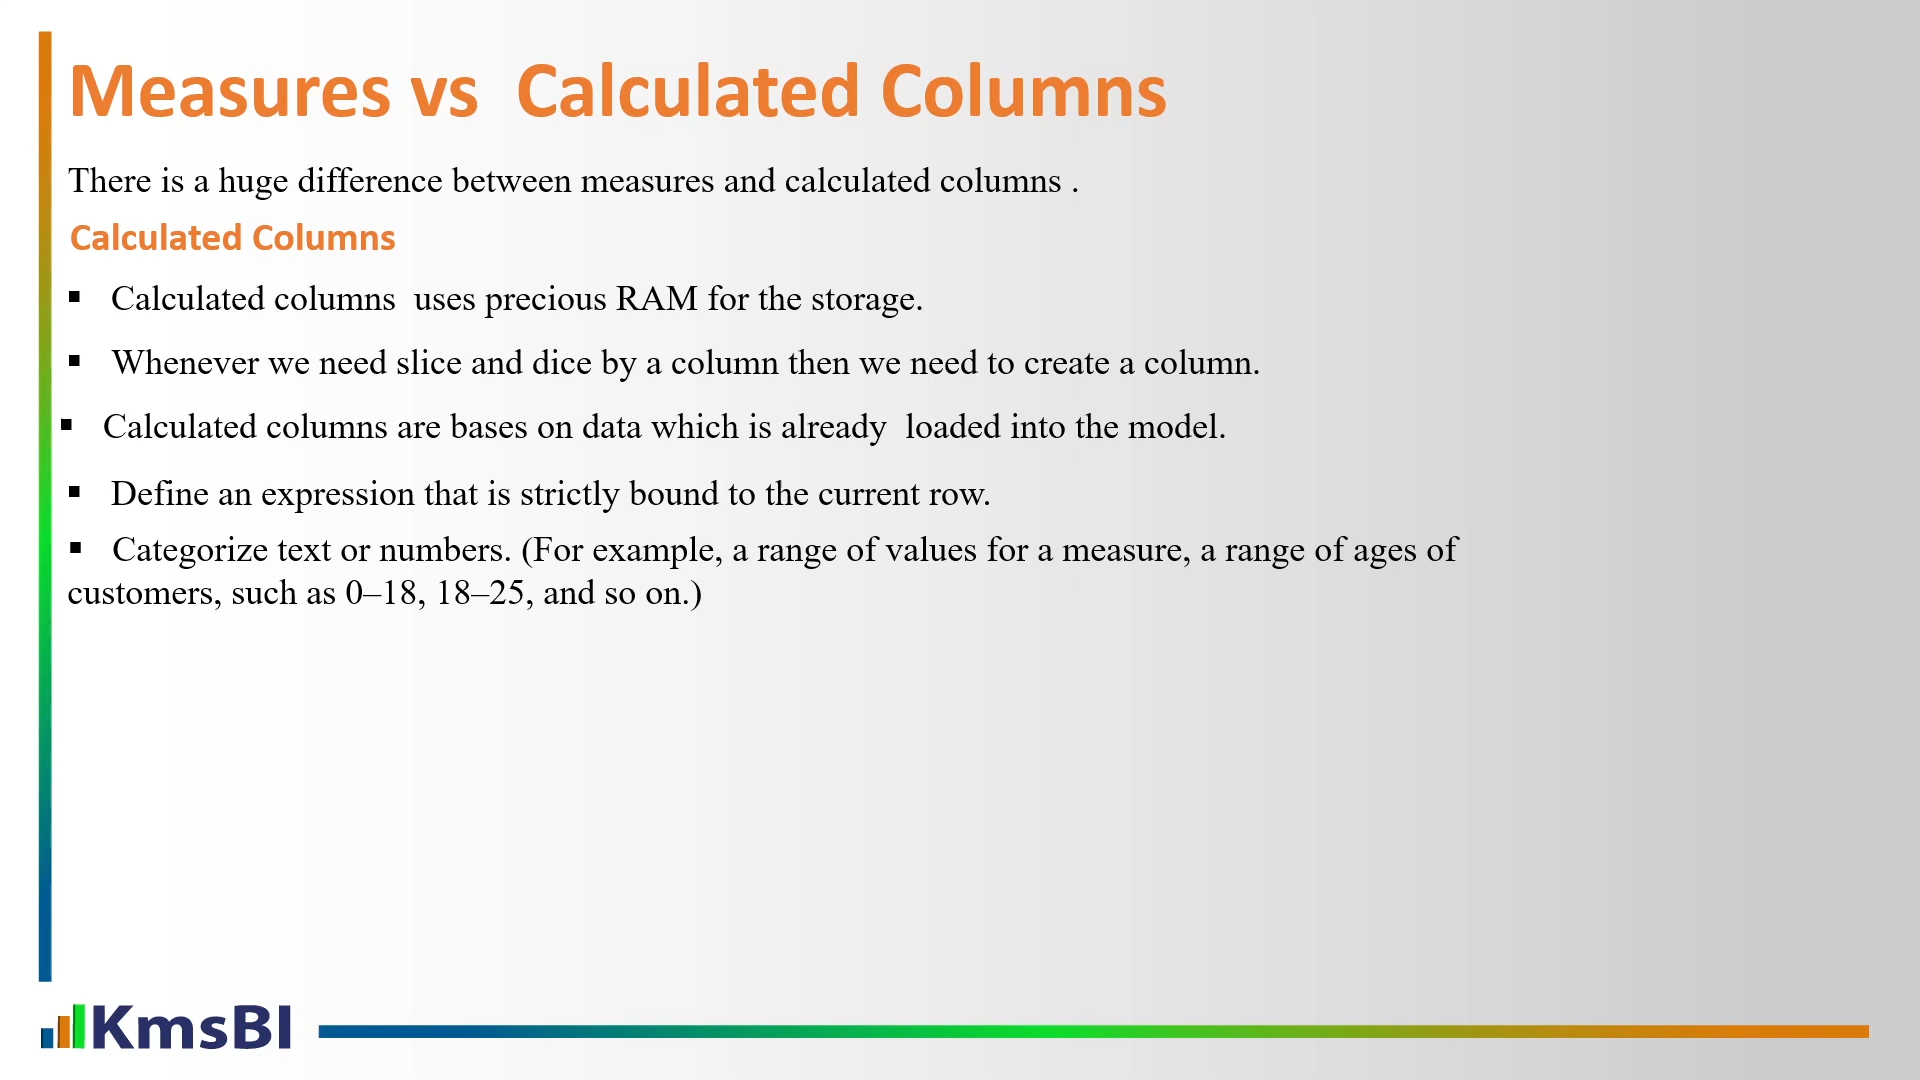 Measures vs  Calculated Columns
There is a huge difference between measures and calculated columns .
Calculated Columns
▪ Calculated columns  uses precious RAM for the storage.
▪ Whenever we need slice and dice by a column then we need to create a column.
▪ Calculated columns are bases on data which is already  loaded into the model.
▪ Define an expression that is strictly bound to the current row.
▪ Categorize text or numbers. (For example, a range of values for a measure, a range of ages of
customers, such as 0–18, 18–25, and so on.)
KmsBI